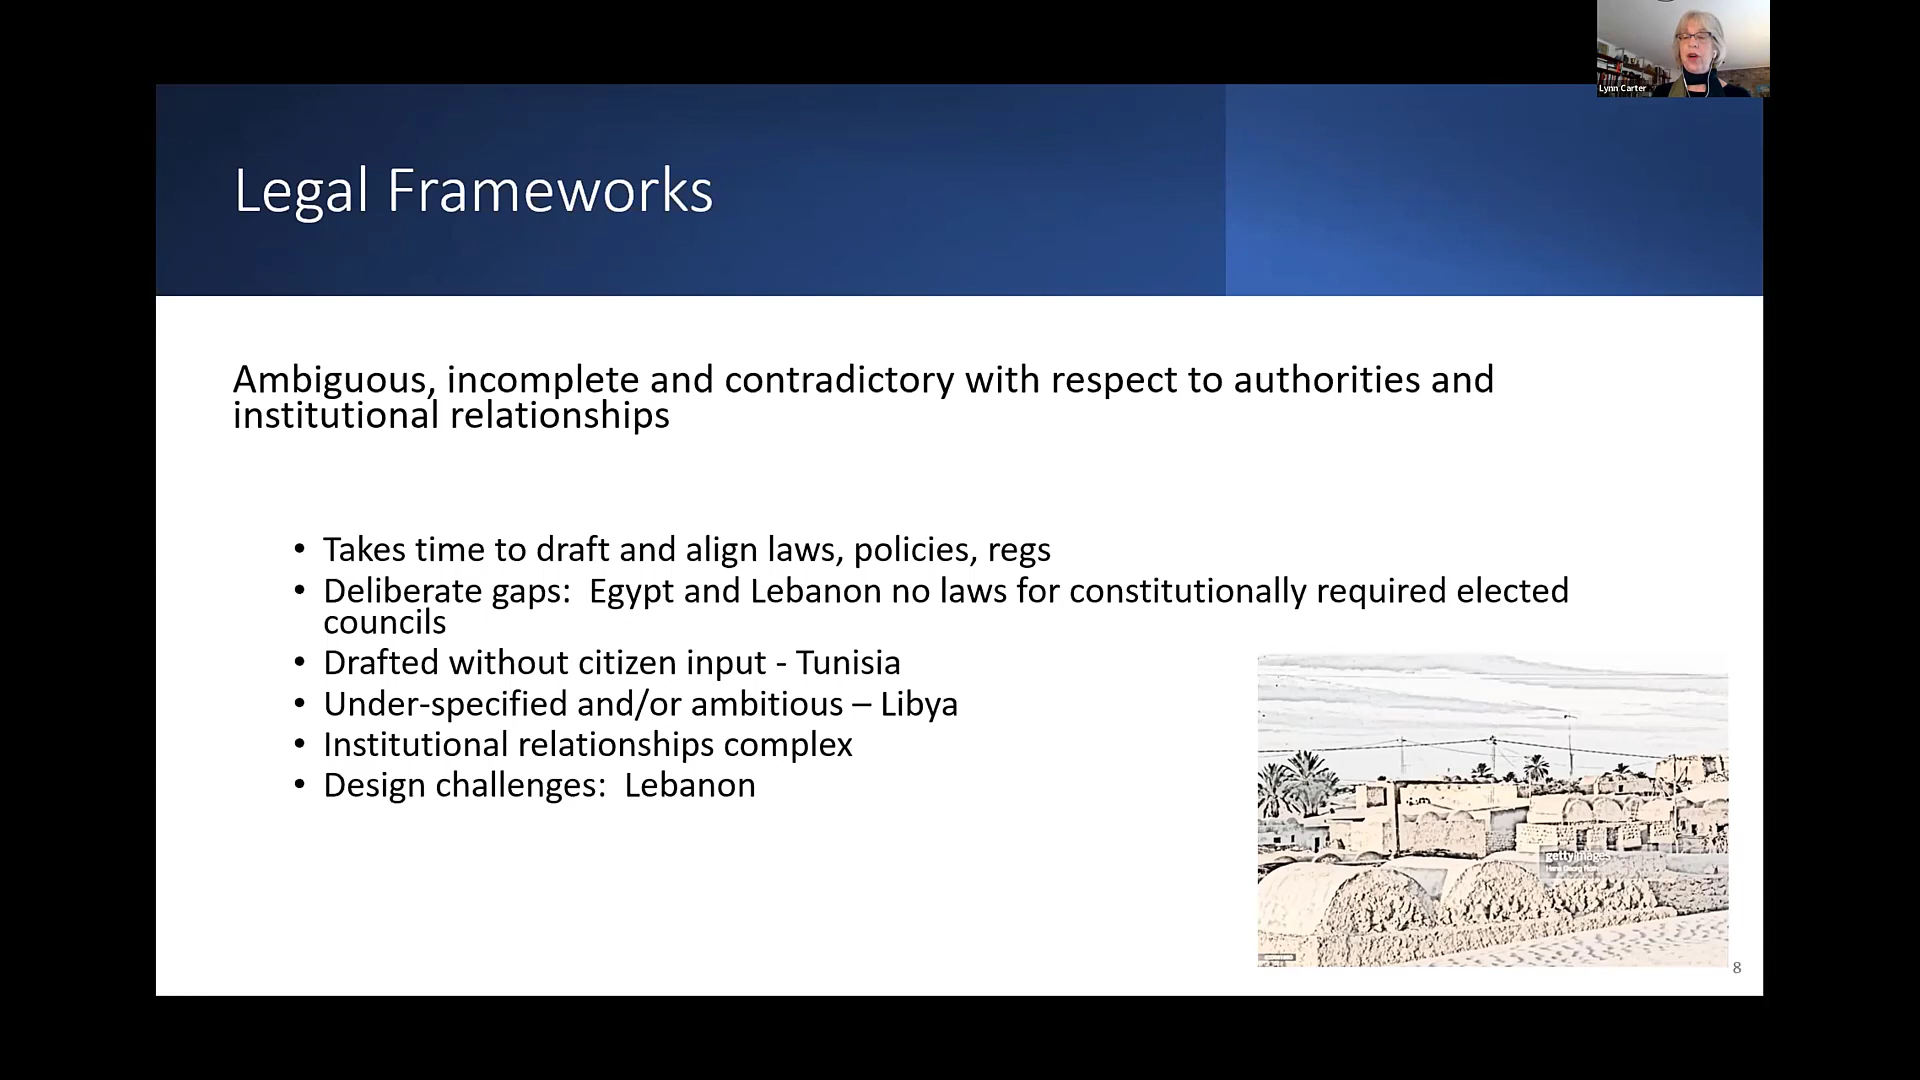 Lynn Carter
Legal Frameworks
Ambiguous, incomplete and contradictory with respect to authorities and
institutional relationships
• Takes time to draft and align laws, policies, regs
• Deliberate gaps:  Egypt and Lebanon no laws for constitutionally required elected
councils
• Drafted without citizen input - Tunisia
• Under-specified and/or ambitious – Libya
• Institutional relationships complex
• Design challenges:  Lebanon
gettyimages
8